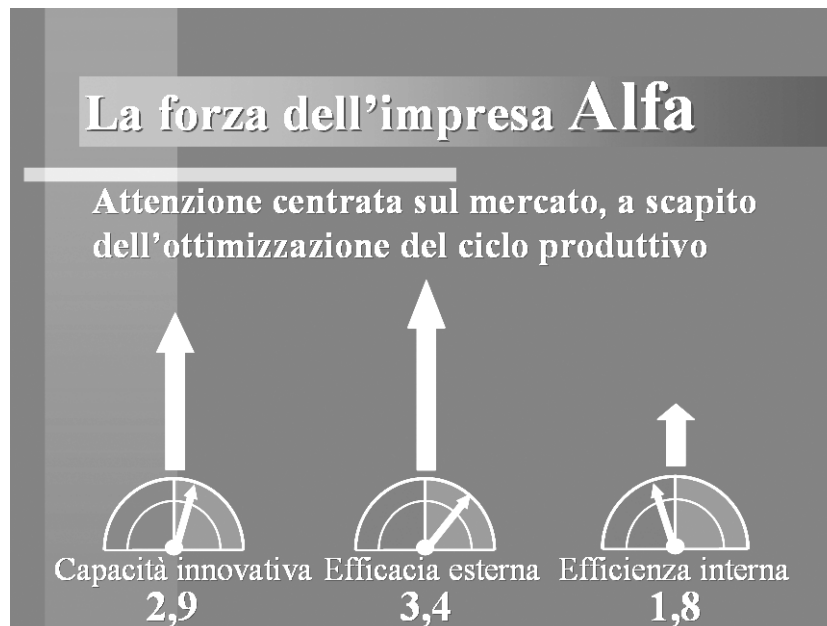 La forza dell'impresa Alfa
Attenzione centrata sul mercato, a scapito
dell'ottimizzazione del ciclo produttivo
Capacità innovativa Efficacia esterna Efficienza interna
2,9 3,4 1,8